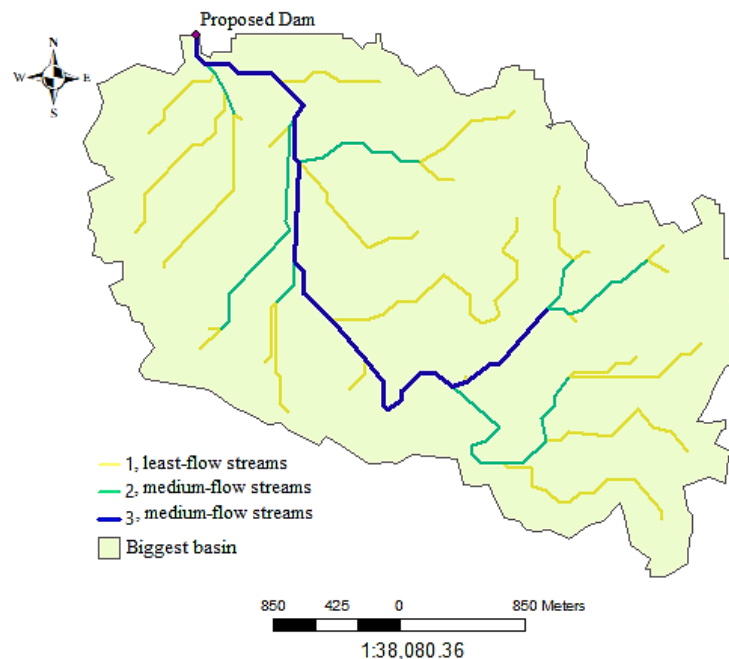 Proposed Dam
N
W E
S
1, least-flow streams
2, medium-flow streams
3, medium-flow streams
Biggest basin
850 425 0 850 Meters
1:38,080.36